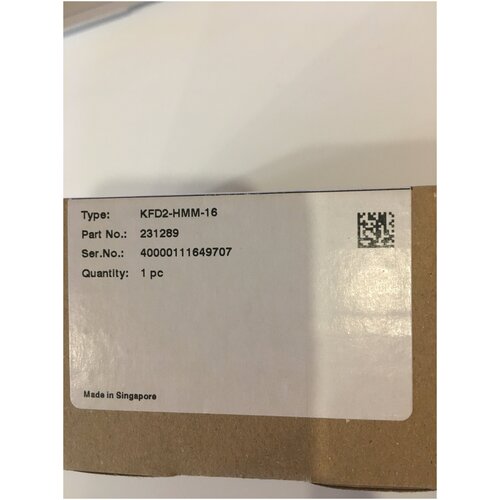 Type: KFD2-HMM-16
Part No.: 231289
Ser.No.: 40000111649707
Quantity: 1 pc
Made in Singapore